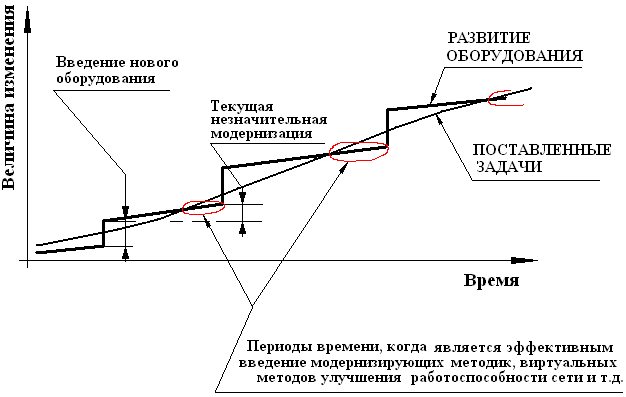 Величина изменения
Введение нового
оборудования
Текущая
незначительная
модернизация
РАЗВИТИЕ
ОБОРУДОВАНИЯ
ПОСТАВЛЕННЫЕ
ЗАДАЧИ
Время
Периоды времени, когда является эффективным
введение модернизирующих методик, виртуальных
методов улучшения работоспособности сети и т.д.